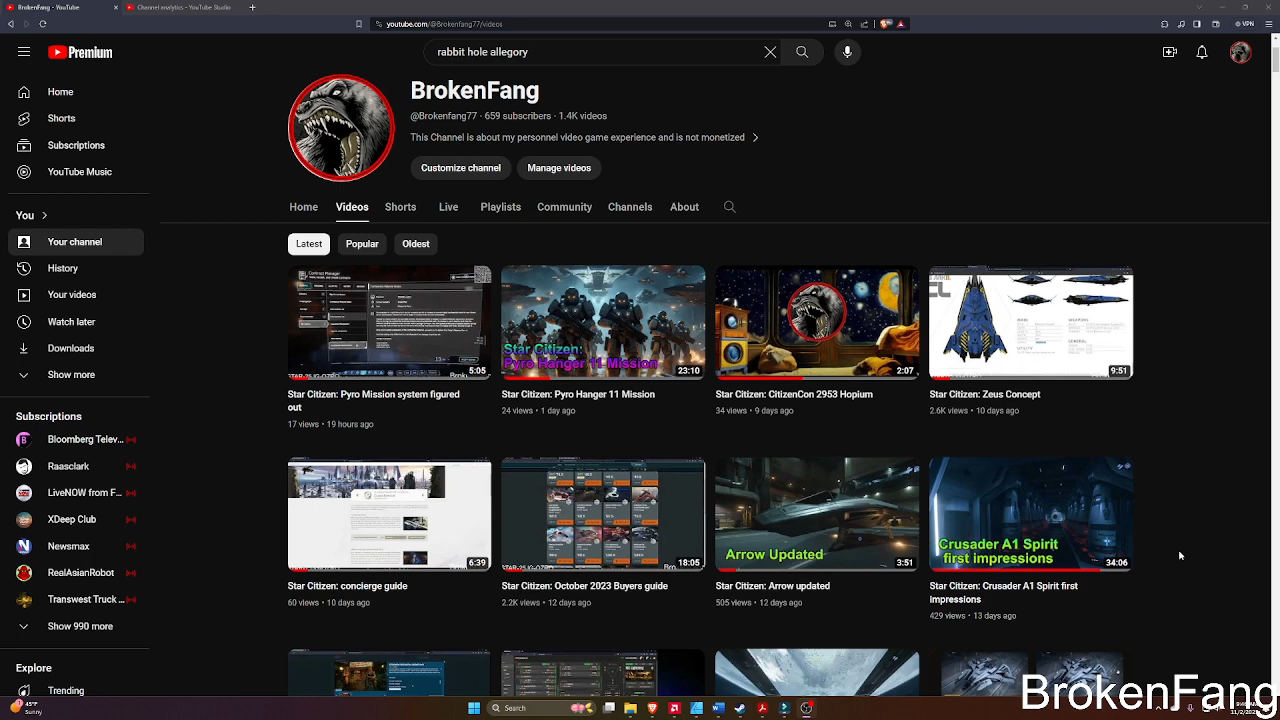 BrokenFang - YouTube
Channel analytics - YouTube Studio
youtube.com/@Brokenfang77/videos
VPN
Premium
rabbit hole allegory
Home
Shorts
Subscriptions
YouTube Music
You
Your channel
History
Your videos
Watch later
Downloads
Show more
Subscriptions
Bloomberg Telev...
Raasclark
LiveNOW from F...
XDeep Cuts
Newsmax
RealAestroBot
Transwest Truck ...
Show 990 more
Explore
Trending
BrokenFang
@Brokenfang77 · 659 subscribers · 1.4K videos
This Channel is about my personnel video game experience and is not monetized
Customize channel
Manage videos
Home
Videos
Shorts
Live
Playlists
Community
Channels
About
Latest
Popular
Oldest
Contract Manager
5:05
Star Citizen: Pyro Mission system figured
out
17 views • 19 hours ago
Star Citizen:
Pyro Hanger 11 Mission
23:10
Star Citizen: Pyro Hanger 11 Mission
24 views • 1 day ago
2:07
Star Citizen: CitizenCon 2953 Hopium
34 views • 9 days ago
9:51
Star Citizen: Zeus Concept
2.6K views • 10 days ago
6:39
Star Citizen: concierge guide
60 views • 10 days ago
18:05
Star Citizen: October 2023 Buyers guide
2.2K views • 12 days ago
Arrow Updated
3:51
Star Citizen: Arrow updated
505 views • 12 days ago
Crusader A1 Spirit
first impressions
34:06
Star Citizen: Crusader A1 Spirit first
impressions
429 views • 13 days ago
Sunny
Search
BrokenFang